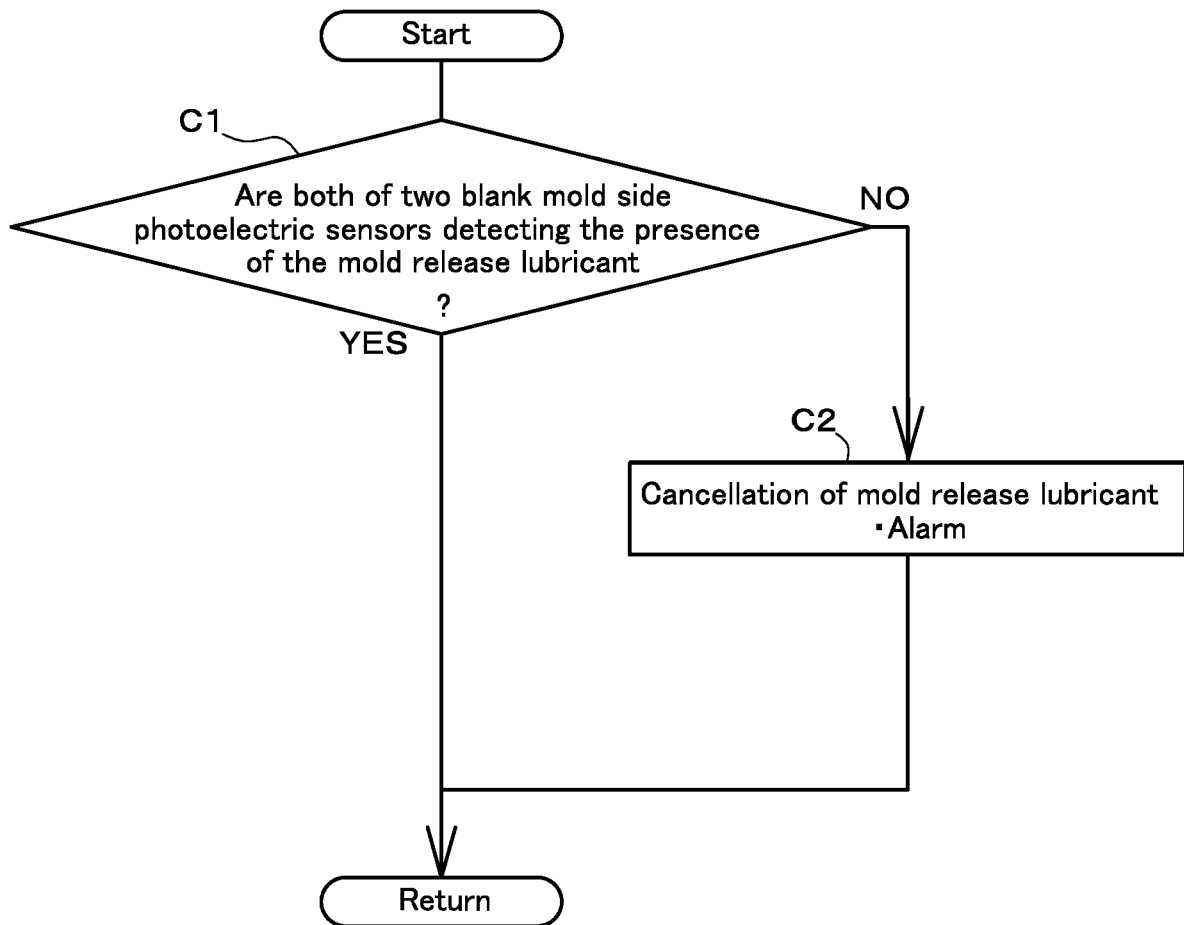 Start
C1
Are both of two blank mold side
photoelectric sensors detecting the presence
of the mold release lubricant
?
NO
YES
C2
Cancellation of mold release lubricant
・Alarm
Return